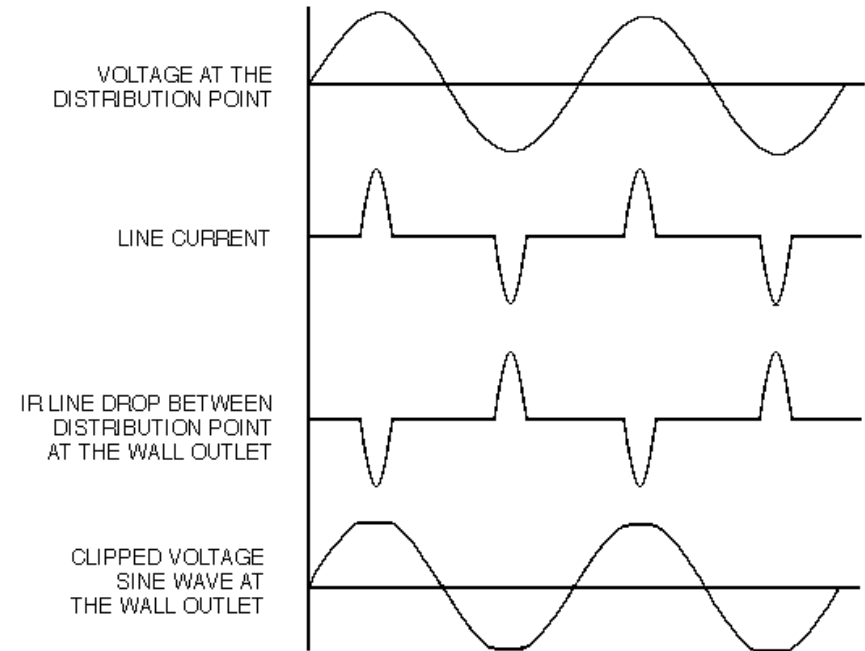 VOLTAGE AT THE
DISTRIBUTION POINT
LINE CURRENT
IR LINE DROP BETWEEN
DISTRIBUTION POINT
AT THE WALL OUTLET
CLIPPED VOLTAGE
SINE WAVE AT
THE WALL OUTLET